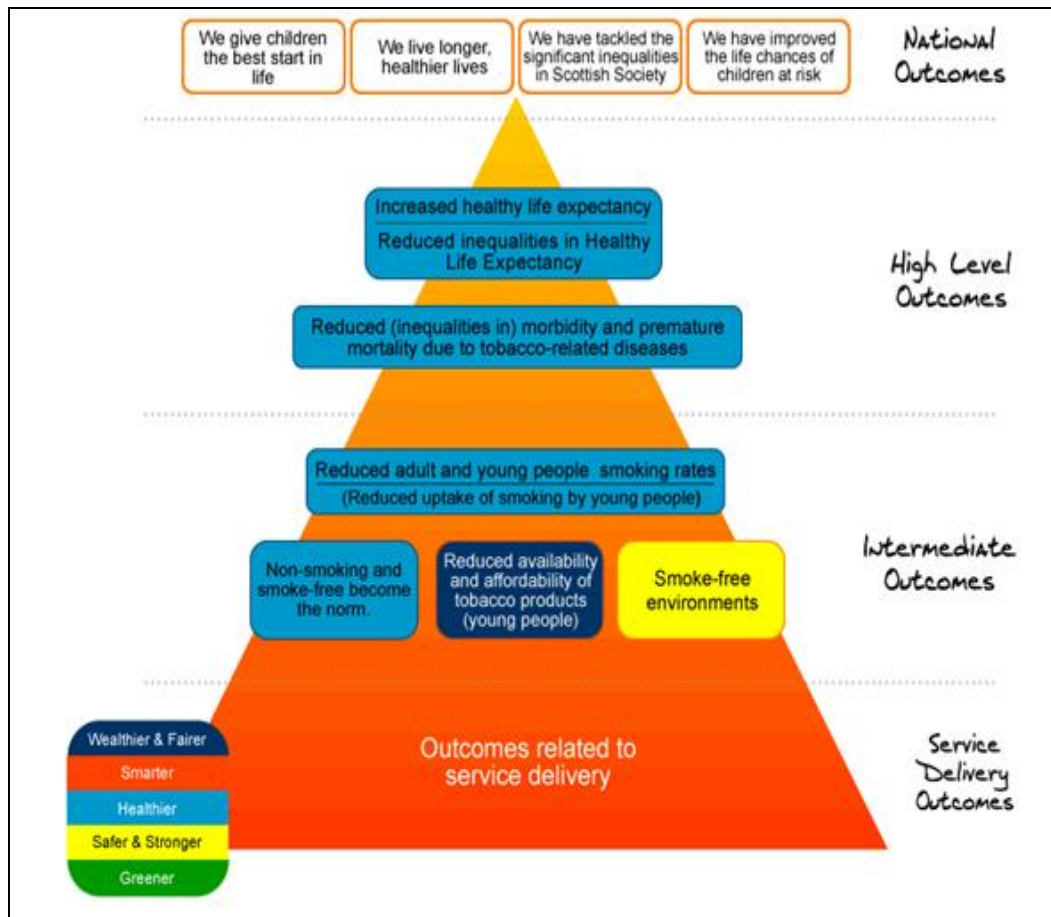 We give children
the best start in
life
We live longer,
healthier lives
We have tackled the
significant inequalities
in Scottish Society
We have improved
the life chances of
children at risk
National
Outcomes
Increased healthy life expectancy
Reduced inequalities in Healthy
Life Expectancy
High Level
Outcomes
Reduced (inequalities in) morbidity and premature
mortality due to tobacco-related diseases
Reduced adult and young people smoking rates
(Reduced uptake of smoking by young people)
Intermediate
Outcomes
Non-smoking and
smoke-free become
the norm.
Reduced availability
and affordability of
tobacco products
(young people)
Smoke-free
environments
Outcomes related to
service delivery
Service
Delivery
Outcomes
Wealthier & Fairer
Smarter
Healthier
Safer & Stronger
Greener